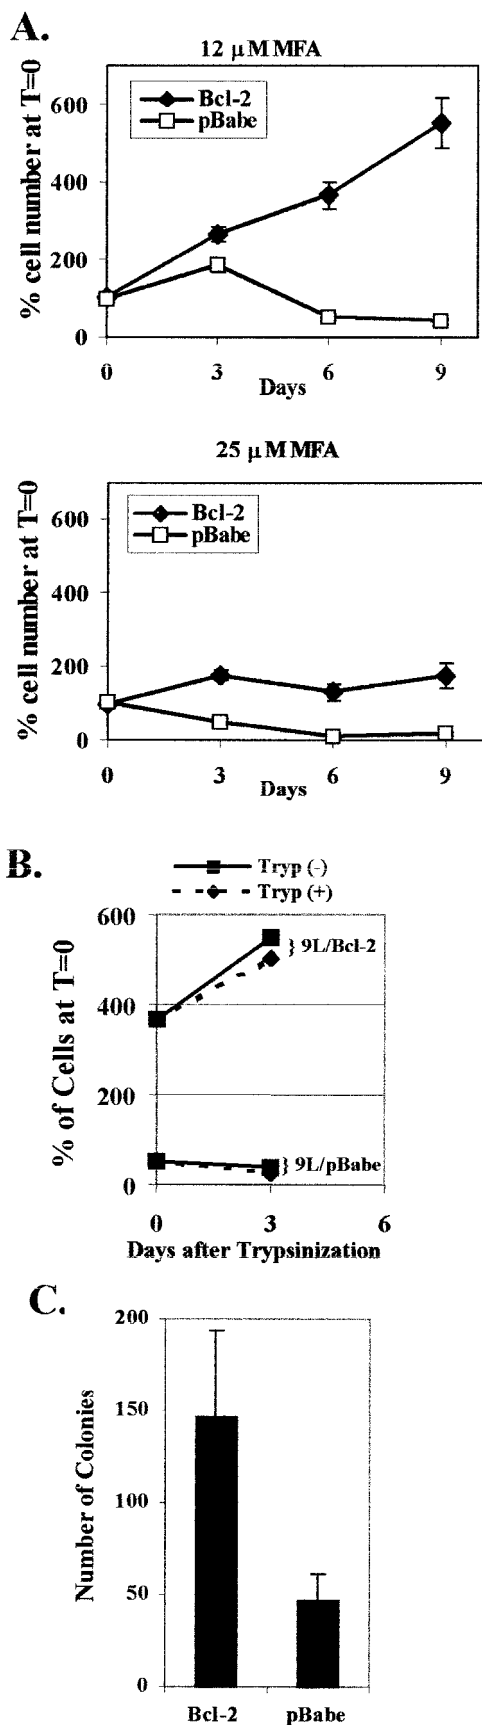 A.
12 μM MFA
Bcl-2
pBabe
% cell number at T=0
600
400
200
0
0 3 6 9
Days
25 μM MFA
Bcl-2
pBabe
% cell number at T=0
600
400
200
0
0 3 6 9
Days
B.
Tryp (-)
Tryp (+)
% of Cells at T=0
600
400
200
0
} 9L/Bcl-2
} 9L/pBabe
0 3 6
Days after Trypsinization
C.
Number of Colonies
200
150
100
50
0
Bcl-2 pBabe